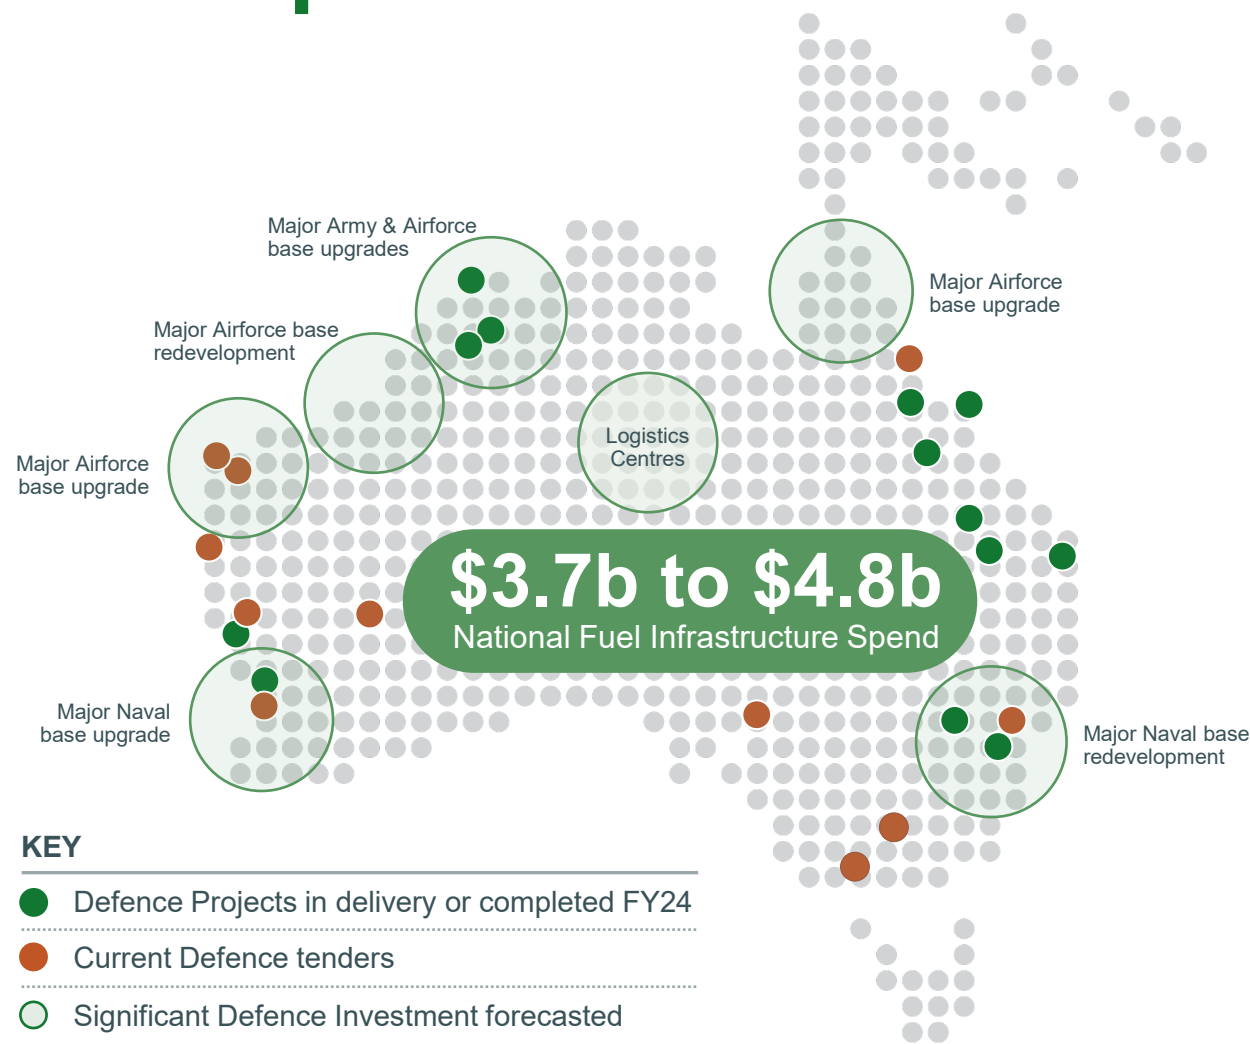 Major Army & Airforce
base upgrades
Major Airforce
base upgrade
Major Airforce base
redevelopment
Logistics
Centres
Major Airforce
base upgrade
$3.7b to $4.8b
National Fuel Infrastructure Spend
Major Naval
base upgrade
Major Naval base
redevelopment
KEY
Defence Projects in delivery or completed FY24
Current Defence tenders
Significant Defence Investment forecasted